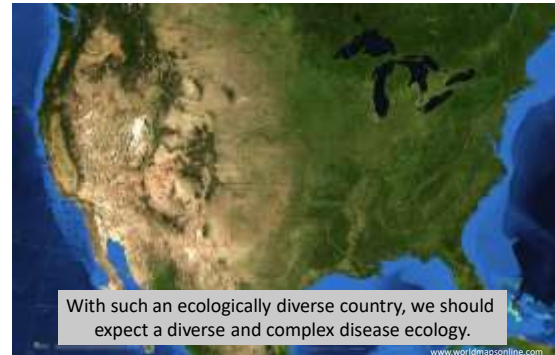 With such an ecologically diverse country, we should
expect a diverse and complex disease ecology.
www.worldmapsonline.com